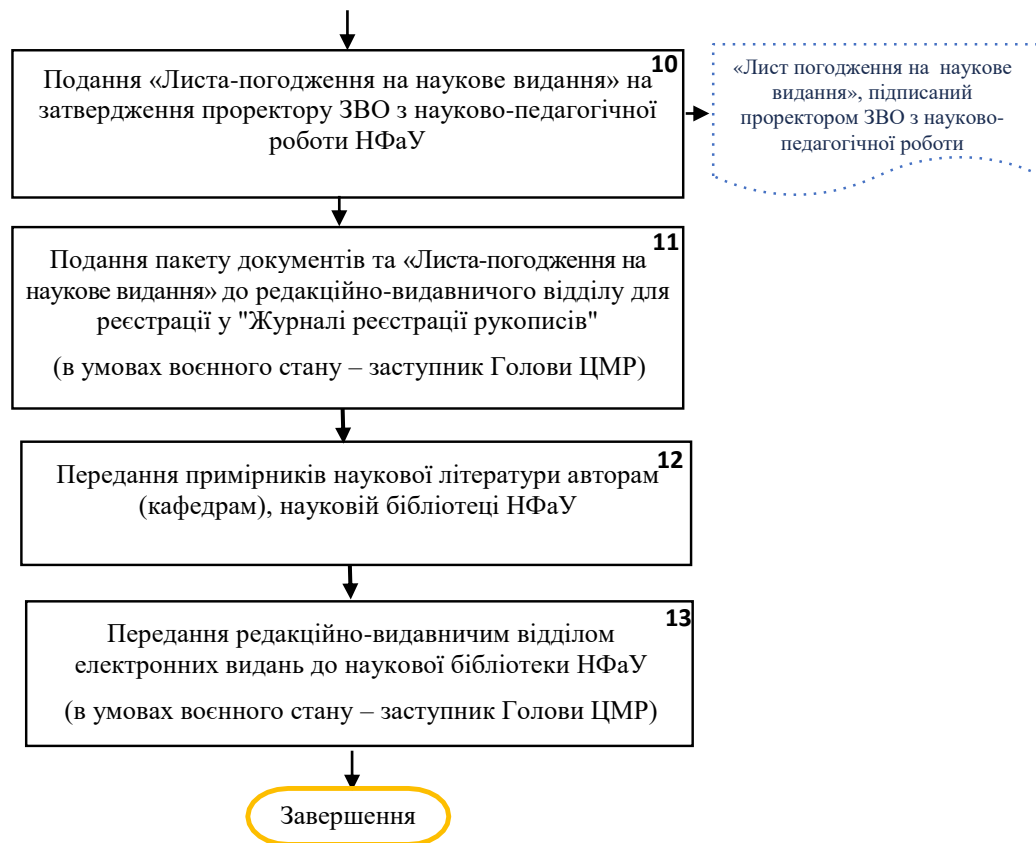 10
Подання «Листа-погодження на наукове видання» на
затвердження проректору ЗВО з науково-педагогічної
роботи НФаУ
«Лист погодження на наукове
видання», підписаний
проректором ЗВО з науково-
педагогічної роботи
11
Подання пакету документів та «Листа-погодження на
наукове видання» до редакційно-видавничого відділу для
реєстрації у "Журналі реєстрації рукописів"
(в умовах воєнного стану – заступник Голови ЦМР)
12
Передання примірників наукової літератури авторам
(кафедрам), науковій бібліотеці НФаУ
13
Передання редакційно-видавничим відділом
електронних видань до наукової бібліотеки НФаУ
(в умовах воєнного стану – заступник Голови ЦМР)
Завершення